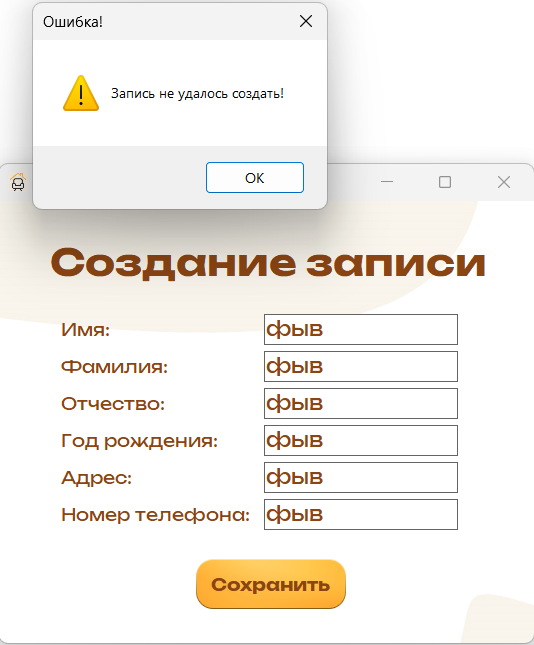 Ошибка!
Запись не удалось создать!
ОК
Создание записи
Имя: фыв
Фамилия: фыв
Отчество: фыв
Год рождения: фыв
Адрес: фыв
Номер телефона: фыв
Сохранить